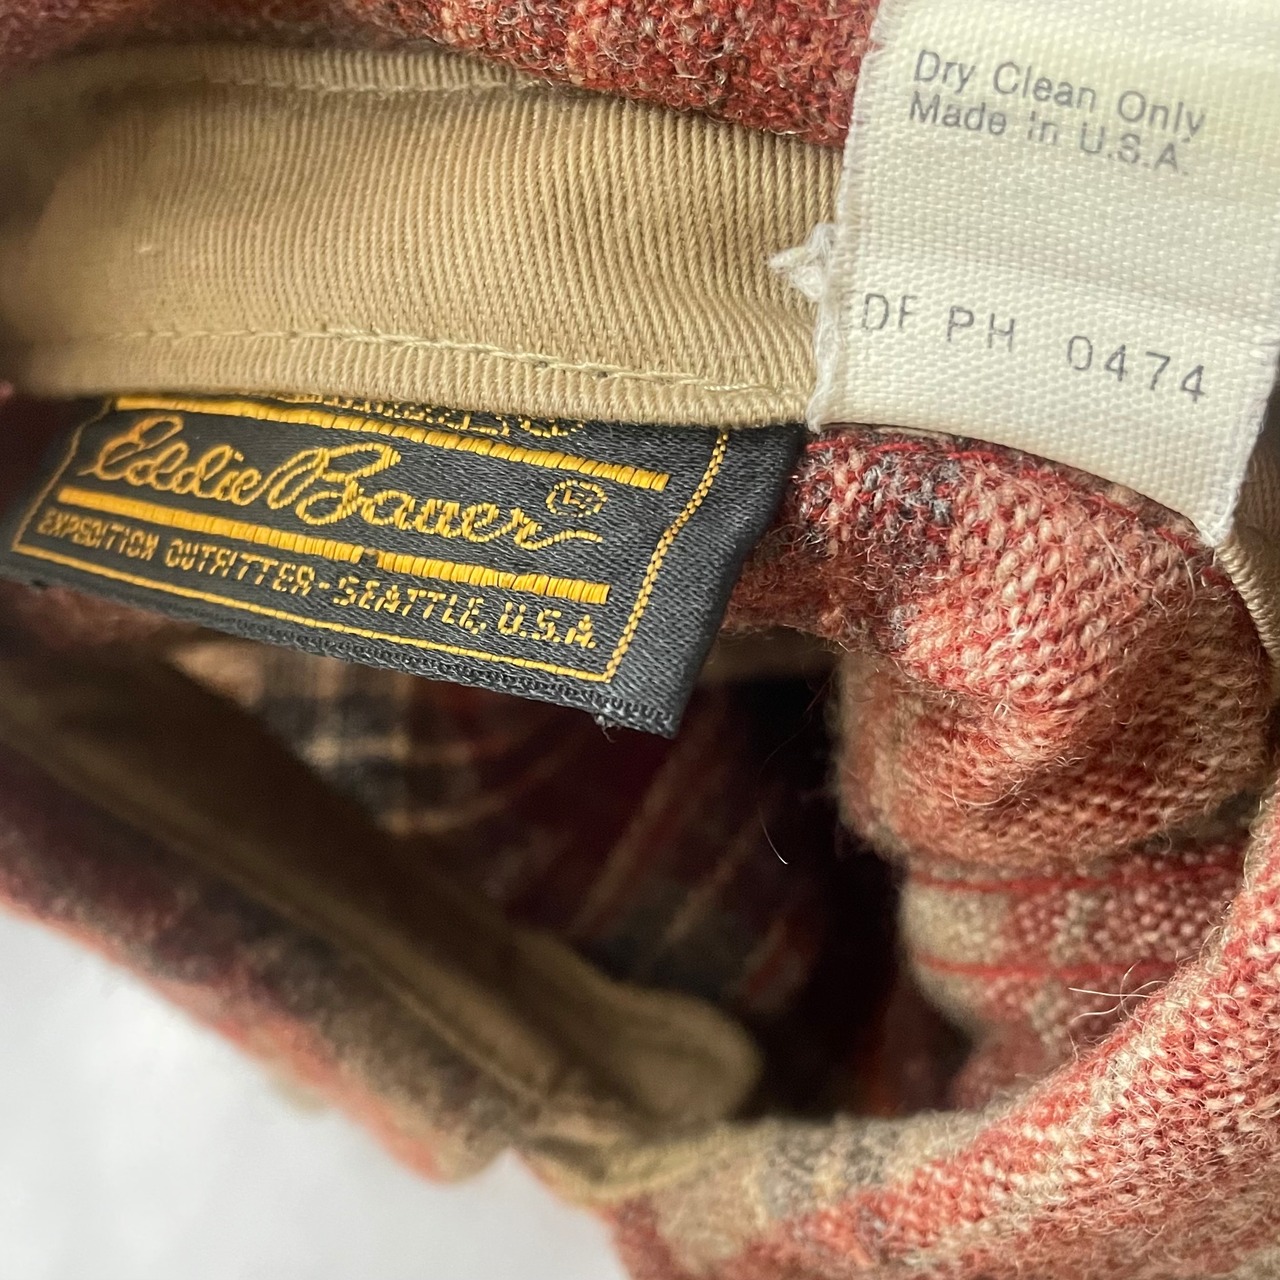 Dry Clean Only
Made in U.S.A.
DF PH 0474
Eddie Bauer
EXPEDITION OUTFITTER-SEATTLE, U.S.A.